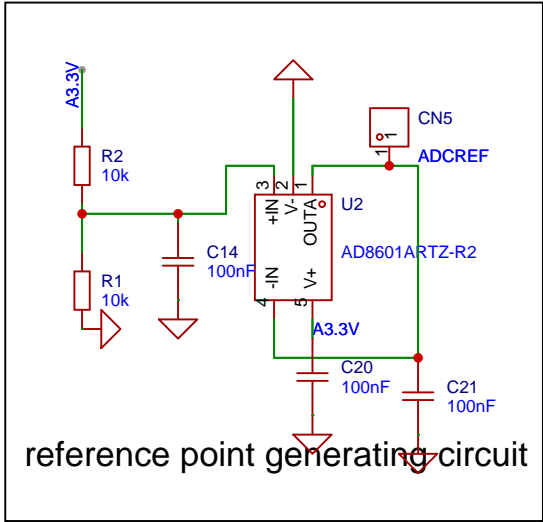 A3.3V
R2
10k
R1
10k
C14
100nF
3
2
1
+IN
V-
OUTA
-IN
V+
4
5
U2
AD8601ARTZ-R2
CN5
1
1
ADCREF
A3.3V
C20
100nF
C21
100nF
reference point generating circuit